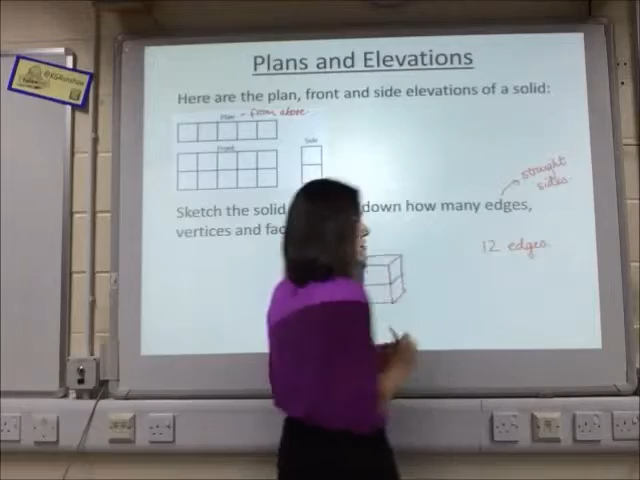 Plans and Elevations
Here are the plan, front and side elevations of a solid:
Plan - from above
Front
Side
Sketch the solid down how many edges,
vertices and fac
straight
sides
12 edges